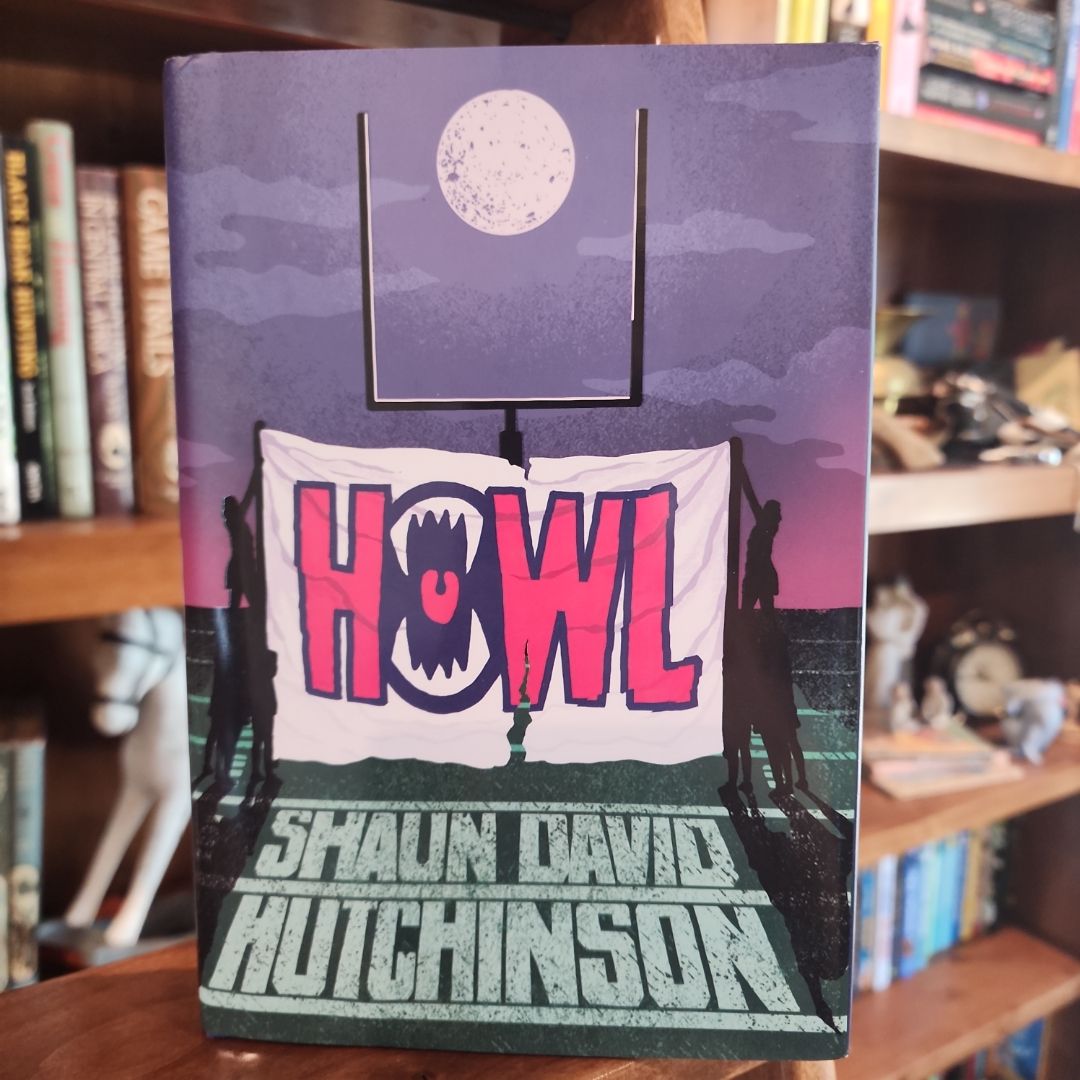 HOWL
SHAUN DAVID
HUTCHINSON
BLACK BEAR HUNTING
GAME TRAILS